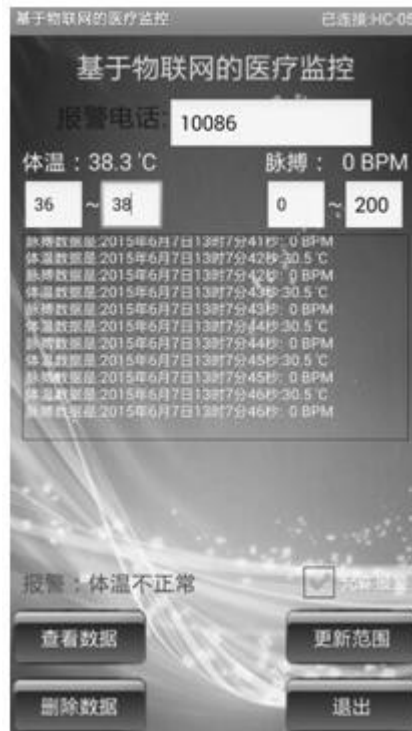 基于物联网的医疗监控 已连接:HC-05
基于物联网的医疗监控
报警电话: 10086
体温：38.3 'C 脉搏： 0 BPM
36 ~ 38 0 ~ 200
脉搏数据是:2015年6月7日13时7分41秒: 0 BPM
体温数据是:2015年6月7日13时7分42秒:30.5 'C
脉搏数据是:2015年6月7日13时7分42秒: 0 BPM
体温数据是:2015年6月7日13时7分43秒:30.5 'C
脉搏数据是:2015年6月7日13时7分43秒: 0 BPM
体温数据是:2015年6月7日13时7分44秒:30.5 'C
脉搏数据是:2015年6月7日13时7分44秒: 0 BPM
体温数据是:2015年6月7日13时7分45秒:30.5 'C
脉搏数据是:2015年6月7日13时7分45秒: 0 BPM
体温数据是:2015年6月7日13时7分46秒:30.5 'C
脉搏数据是:2015年6月7日13时7分46秒: 0 BPM
报警：体温不正常
查看数据 更新范围
删除数据 退出